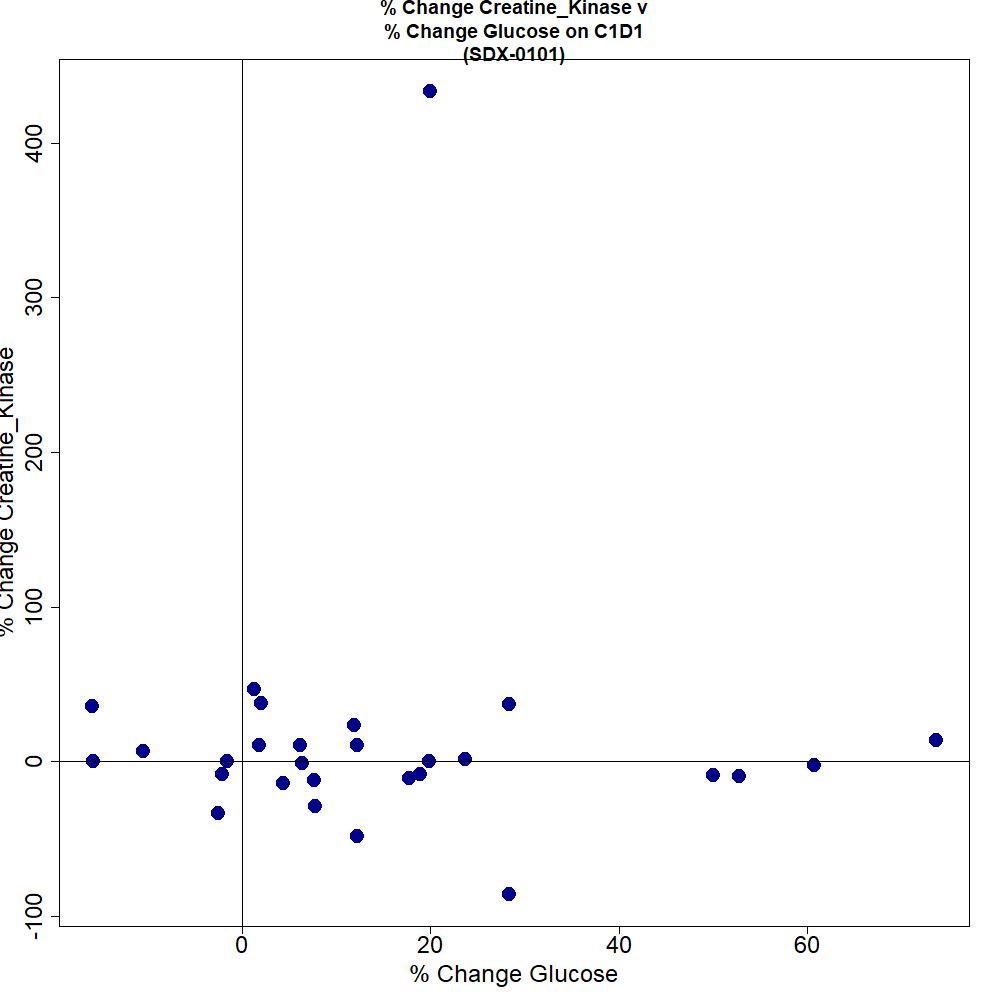 % Change Creatine_Kinase v
% Change Glucose on C1D1
(SDX-0101)
% Change Creatine_Kinase
400
300
200
100
0
-100
0
20
40
60
% Change Glucose